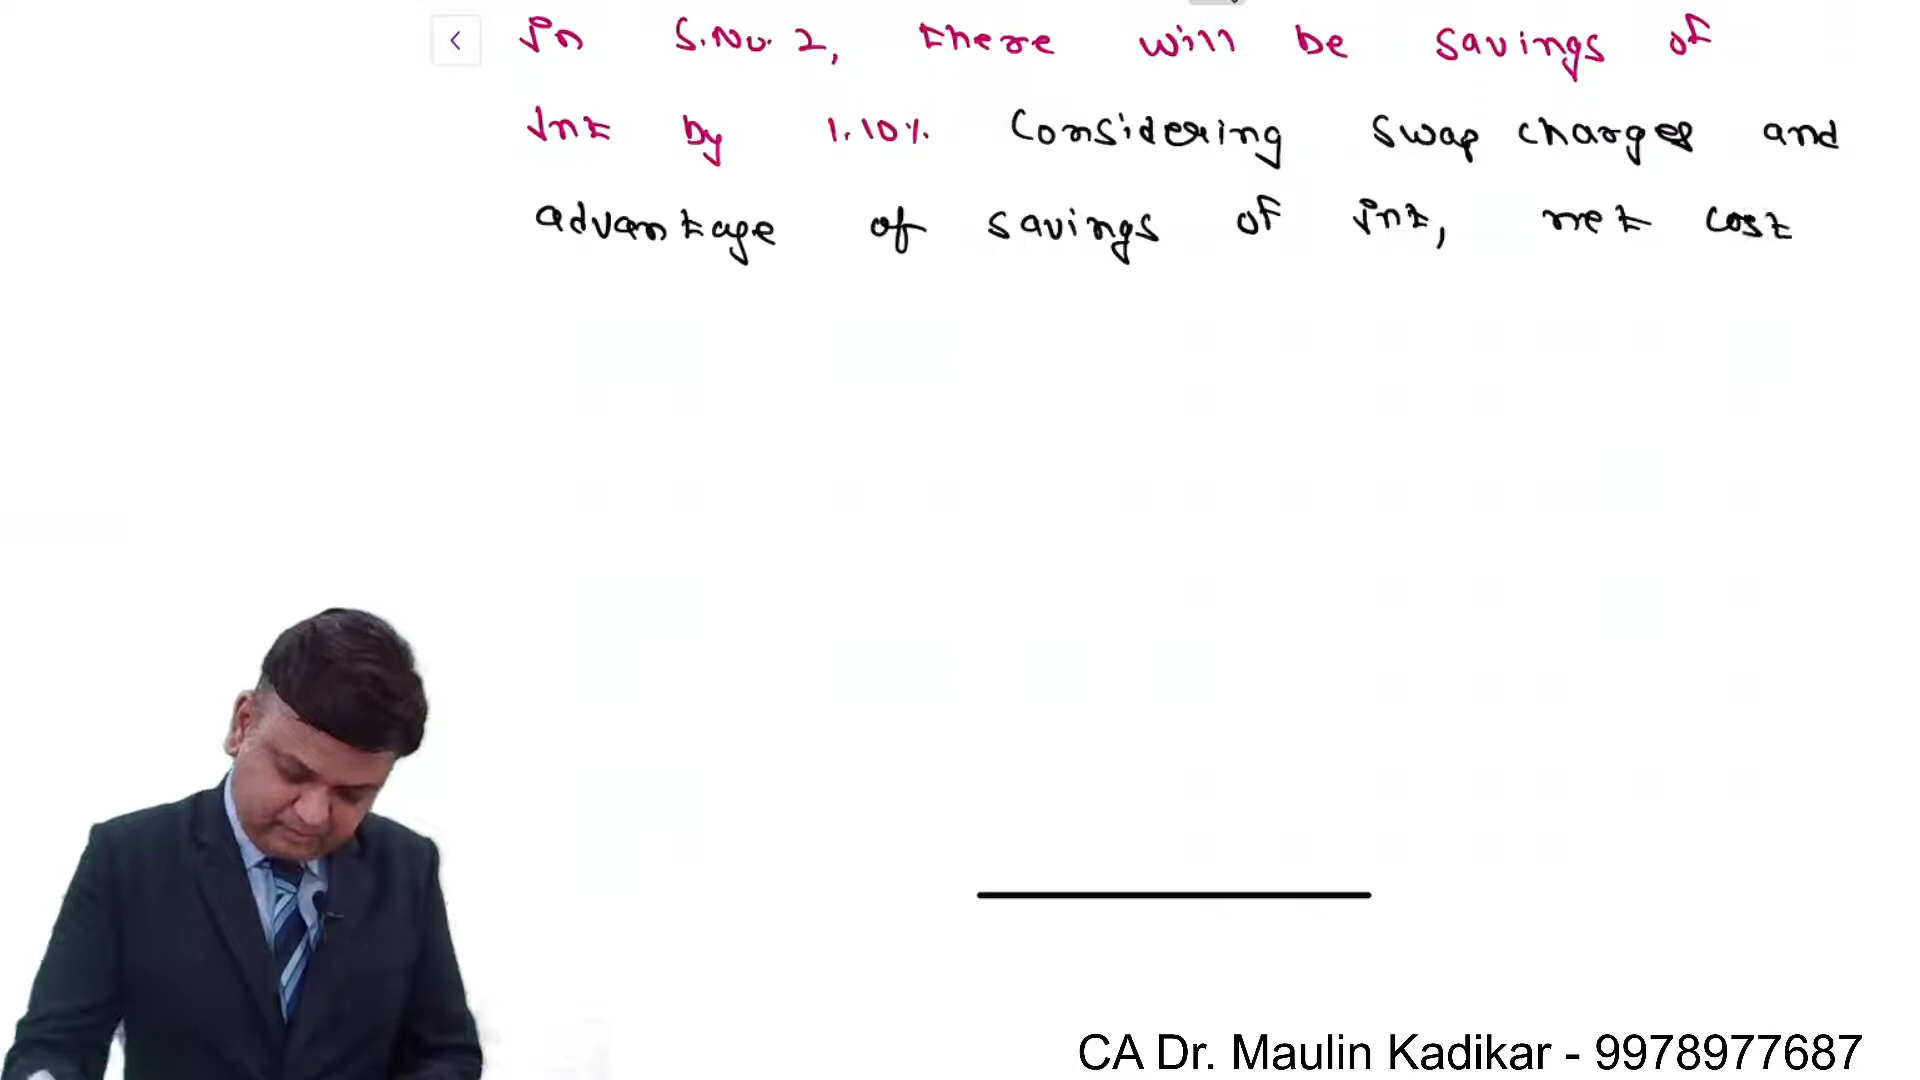 In S.No. 2, there will be savings of
Int by 1.10% Considering swap charges and
advantage of savings of int, net cost
CA Dr. Maulin Kadikar - 9978977687